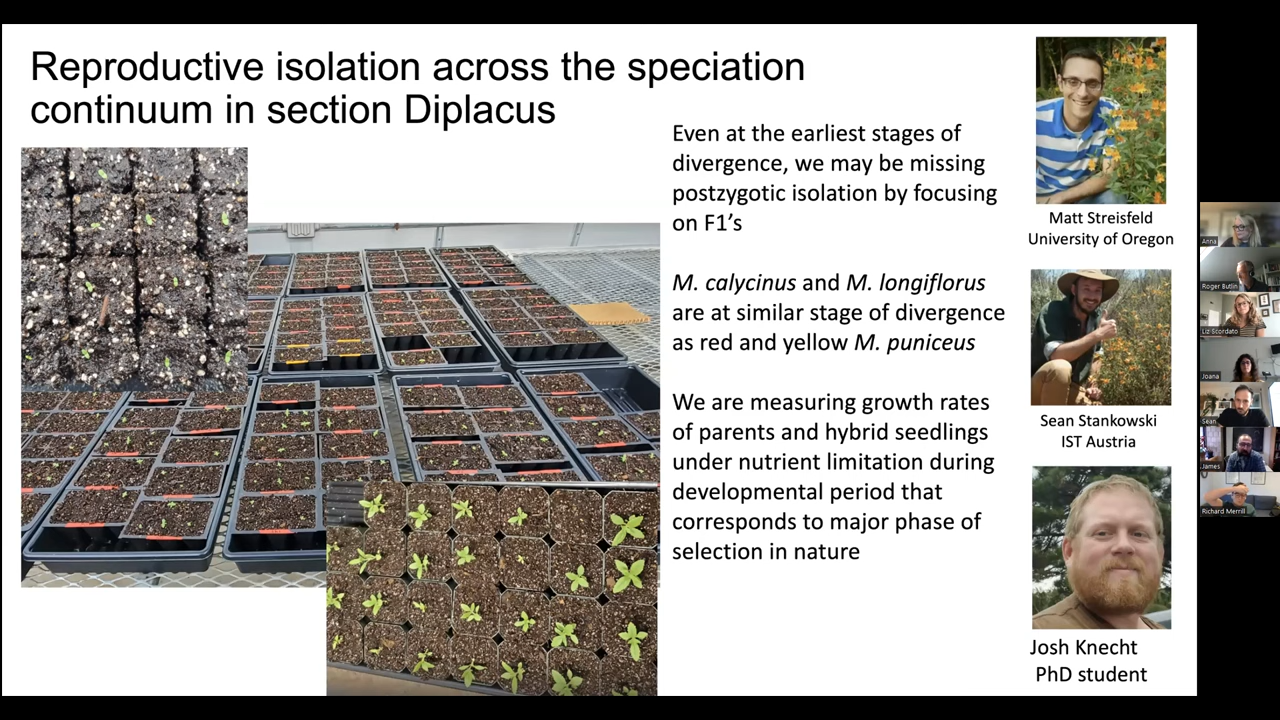 Reproductive isolation across the speciation
continuum in section Diplacus
Even at the earliest stages of
divergence, we may be missing
postzygotic isolation by focusing
on F1’s
M. calycinus and M. longiflorus
are at similar stage of divergence
as red and yellow M. puniceus
We are measuring growth rates
of parents and hybrid seedlings
under nutrient limitation during
developmental period that
corresponds to major phase of
selection in nature
Matt Streisfeld
University of Oregon
Sean Stankowski
IST Austria
Josh Knecht
PhD student
Anna
Roger Butlin
Liz Scordato
Joana
Sean
James
Richard Merrill